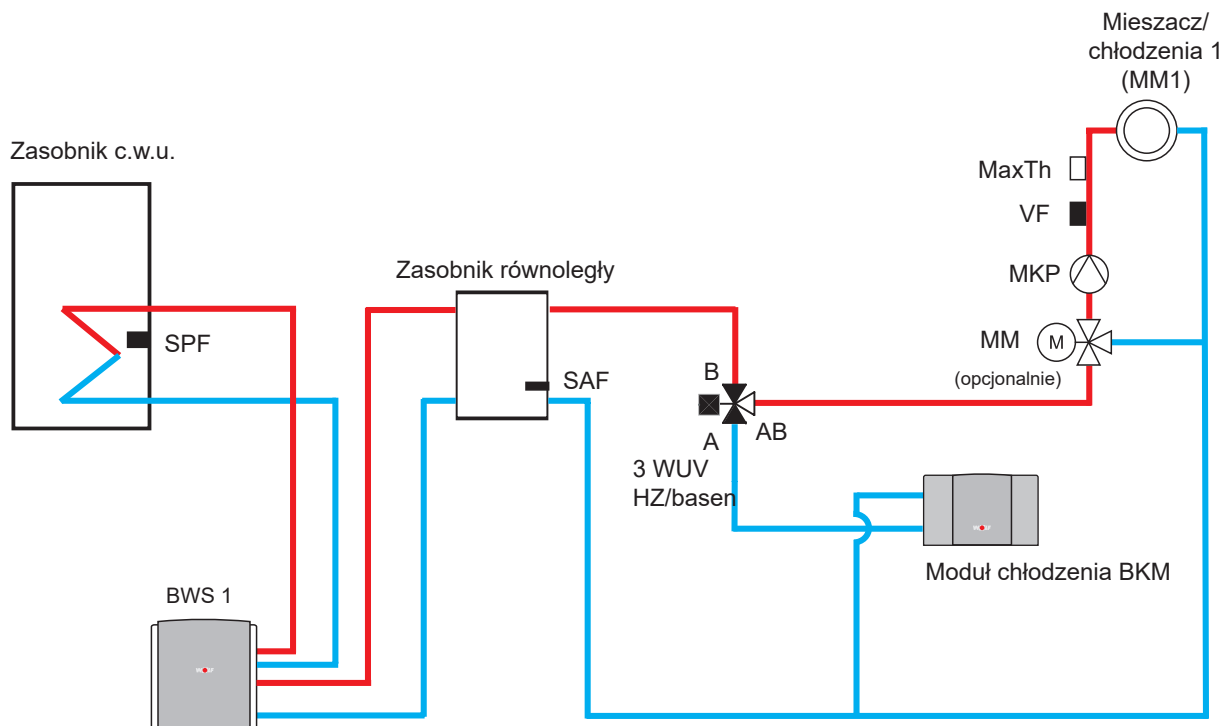 Mieszacz/
chłodzenia 1
(MM1)
Zasobnik c.w.u.
MaxTh
VF
Zasobnik równoległy
MKP
SPF
MM
M
(opcjonalnie)
SAF
B
A
AB
3 WUV
HZ/basen
Moduł chłodzenia BKM
BWS 1